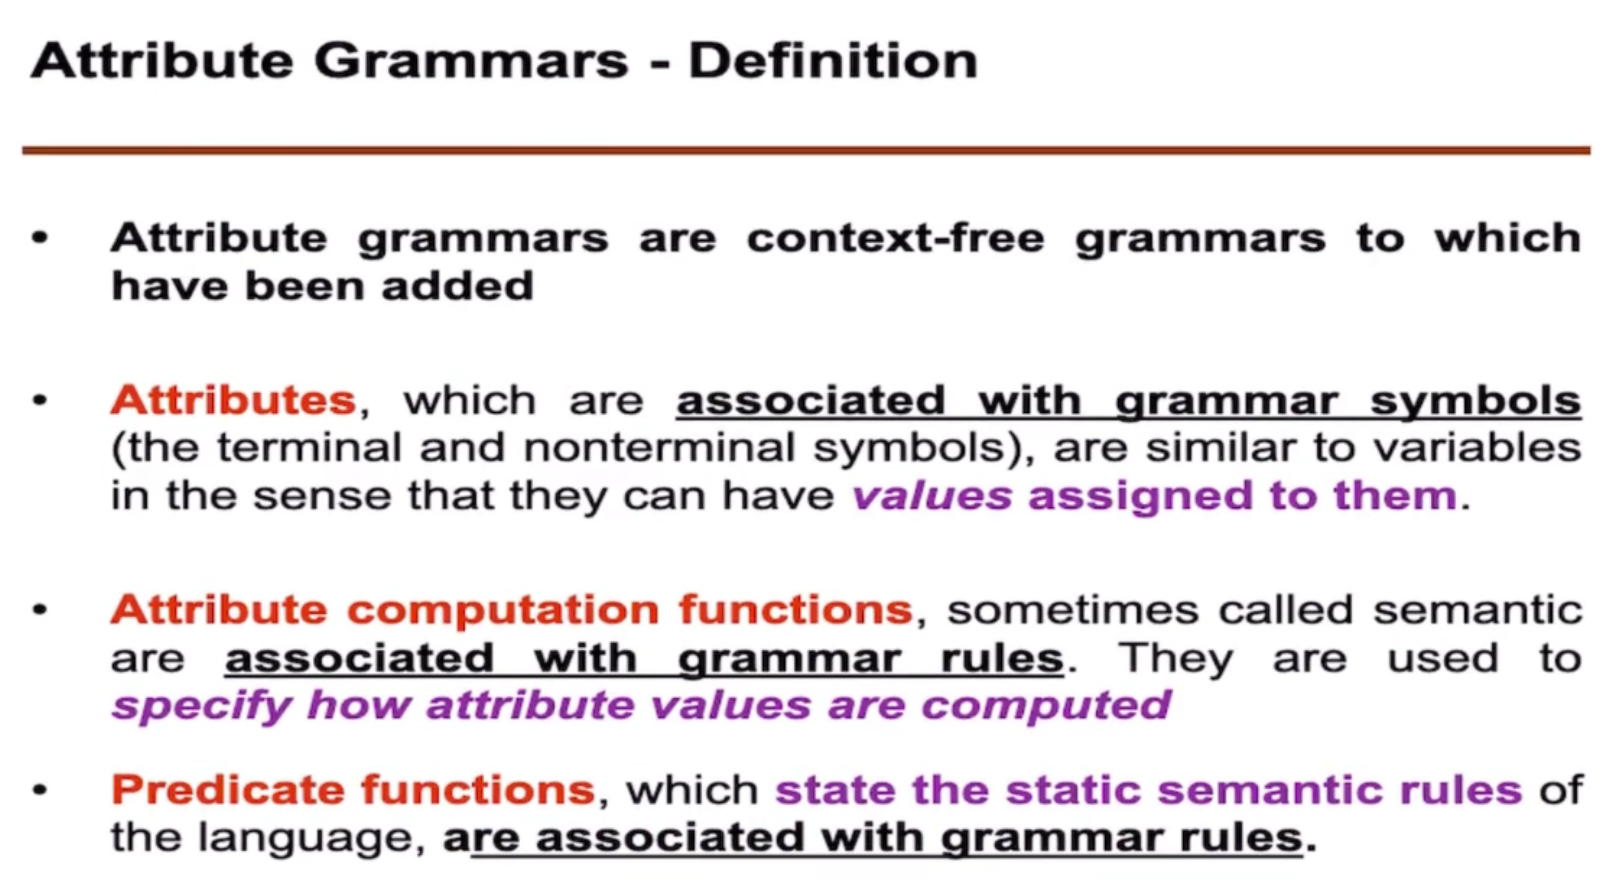 Attribute Grammars - Definition
• Attribute grammars are context-free grammars to which
have been added
• Attributes, which are associated with grammar symbols
(the terminal and nonterminal symbols), are similar to variables
in the sense that they can have values assigned to them.
• Attribute computation functions, sometimes called semantic
are associated with grammar rules. They are used to
specify how attribute values are computed
• Predicate functions, which state the static semantic rules of
the language, are associated with grammar rules.